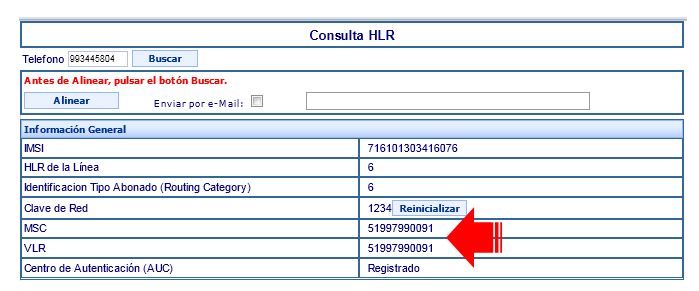 Consulta HLR
Telefono 993445804 Buscar
Antes de Alinear, pulsar el botón Buscar.
Alinear Enviar por e-Mail:
Información General
IMSI 716101303416076
HLR de la Línea 6
Identificacion Tipo Abonado (Routing Category) 6
Clave de Red 1234 Reinicializar
MSC 51997990091
VLR 51997990091
Centro de Autenticación (AUC) Registrado